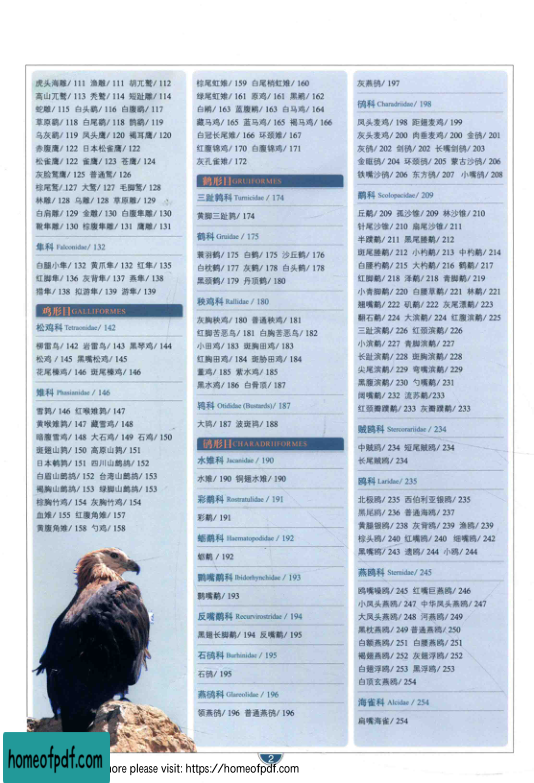 虎头海雕/ 111 渔雕/ 111 胡兀鹫/ 112
高山兀鹫/ 113 秃鹫/ 114 短趾雕/ 114
蛇雕/ 115 白头鹞/ 116 白腹鹞/ 117
草原鹞/ 118 白尾鹞/ 118 鹊鹞/ 119
乌灰鹞/ 119 凤头鹰/ 120 褐耳鹰/ 120
赤腹鹰/ 122 日本松雀鹰/ 122
松雀鹰/ 122 雀鹰/ 123 苍鹰/ 124
灰脸鵟鹰/ 125 普通鵟/ 126
棕尾鵟/ 127 大鵟/ 127 毛脚鵟/ 128
林雕/ 128 乌雕/ 128 草原雕/ 129
白肩雕/ 129 金雕/ 130 白腹隼雕/ 130
靴隼雕/ 130 棕腹隼雕/ 131 鹰雕/ 131
隼科 Falconidae/ 132
白腿小隼/ 132 黄爪隼/ 132 红隼/ 135
红脚隼/ 136 灰背隼/ 137 燕隼/ 138
猎隼/ 138 拟游隼/ 139 游隼/ 139
鸡形目GALLIFORMES
松鸡科 Tetraonidae/ 142
柳雷鸟/ 142 岩雷鸟/ 143 黑琴鸡/ 144
松鸡 / 145 黑嘴松鸡/ 145
花尾榛鸡/ 146 斑尾榛鸡/ 146
雉科 Phasianidae / 146
雪鹑/ 146 红喉雉鹑/ 147
黄喉雉鹑/ 147 藏雪鸡/ 148
暗腹雪鸡/ 148 大石鸡/ 149 石鸡/ 150
斑翅山鹑/ 150 高原山鹑/ 151
日本鹌鹑/ 151 四川山鹧鸪/ 152
白眉山鹧鸪/ 152 台湾山鹧鸪/ 153
褐胸山鹧鸪/ 153 绿脚山鹧鸪/ 153
棕胸竹鸡/ 154 灰胸竹鸡/ 154
血雉/ 155 红腹角雉/ 157
黄腹角雉/ 158 勺鸡/ 158
棕尾虹雉/ 159 白尾梢虹雉/ 160
绿尾虹雉/ 161 原鸡/ 161 黑鹇/ 162
白鹇/ 163 蓝腹鹇/ 163 白马鸡/ 164
藏马鸡/ 165 蓝马鸡/ 165 褐马鸡/ 166
白冠长尾雉/ 166 环颈雉/ 167
红腹锦鸡/ 170 白腹锦鸡/ 171
灰孔雀雉/ 172
鹤形目GRUIFORMES
三趾鹑科 Turnicidae / 174
黄脚三趾鹑/ 174
鹤科 Gruidae / 175
蓑羽鹤/ 175 白鹤/ 175 沙丘鹤/ 176
白枕鹤/ 177 灰鹤/ 178 白头鹤/ 178
黑颈鹤/ 179 丹顶鹤/ 180
秧鸡科 Rallidae / 180
灰胸秧鸡/ 180 普通秧鸡/ 181
红脚苦恶鸟/ 181 白胸苦恶鸟/ 182
小田鸡/ 183 斑胸田鸡/ 183
红胸田鸡/ 184 斑胁田鸡/ 184
董鸡/ 185 紫水鸡/ 185
黑水鸡/ 186 白骨顶/ 187
鸨科 Otididae (Bustards)/ 187
大鸨/ 187 波斑鸨/ 188
鸻形目CHARADRIIFORMES
水雉科 Jacanidae / 190
水雉/ 190 铜翅水雉/ 190
彩鹬科 Rostratulidae / 191
彩鹬/ 191
蛎鹬科 Haematopodidae / 192
蛎鹬 / 192
鹮嘴鹬科 Ibidorhynchidae / 193
鹮嘴鹬/ 193
反嘴鹬科 Recurvirostridae / 194
黑翅长脚鹬/ 194 反嘴鹬/ 195
石鸻科 Burhinidae / 195
石鸻/ 195
燕鸻科 Glareolidae / 196
领燕鸻/ 196 普通燕鸻/ 196
灰燕鸻/ 197
鸻科 Charadriidae / 198
凤头麦鸡/ 198 距翅麦鸡/ 199
灰头麦鸡/ 200 肉垂麦鸡/ 200 金鸻/ 201
灰鸻/ 202 剑鸻/ 202 长嘴剑鸻/ 203
金眶鸻/ 204 环颈鸻/ 205 蒙古沙鸻/ 206
铁嘴沙鸻/ 206 东方鸻/ 207 小嘴鸻/ 208
鹬科 Scolopacidae / 209
丘鹬/ 209 孤沙锥/ 209 林沙锥/ 210
针尾沙锥/ 210 扇尾沙锥/ 211
半蹼鹬/ 211 黑尾塍鹬/ 212
斑尾塍鹬/ 212 小杓鹬/ 213 中杓鹬/ 214
白腰杓鹬/ 215 大杓鹬/ 216 鹤鹬/ 217
红脚鹬/ 218 泽鹬/ 218 青脚鹬/ 219
小青脚鹬/ 220 白腰草鹬/ 221 林鹬/ 221
翘嘴鹬/ 222 矶鹬/ 222 灰尾漂鹬/ 223
翻石鹬/ 224 大滨鹬/ 224 红腹滨鹬/ 225
三趾滨鹬/ 226 红颈滨鹬/ 226
小滨鹬/ 227 青脚滨鹬/ 227
长趾滨鹬/ 228 斑胸滨鹬/ 228
尖尾滨鹬/ 229 弯嘴滨鹬/ 229
黑腹滨鹬/ 230 勺嘴鹬/ 231
阔嘴鹬/ 232 流苏鹬/ 233
红颈瓣蹼鹬/ 233 灰瓣蹼鹬/ 233
贼鸥科 Stercorariidae / 234
中贼鸥/ 234 短尾贼鸥/ 234
长尾贼鸥/ 234
鸥科 Laridae/ 235
北极鸥/ 235 西伯利亚银鸥/ 235
黑尾鸥/ 236 普通海鸥/ 237
黄腿银鸥/ 238 灰背鸥/ 239 渔鸥/ 239
棕头鸥/ 240 红嘴鸥/ 240 细嘴鸥/ 242
黑嘴鸥/ 243 遗鸥/ 244 小鸥/ 244
燕鸥科 Sternidae/ 245
鸥嘴噪鸥/ 245 红嘴巨燕鸥/ 246
小凤头燕鸥/ 247 中华凤头燕鸥/ 247
大凤头燕鸥/ 248 河燕鸥/ 249
黑枕燕鸥/ 249 普通燕鸥/ 250
白额燕鸥/ 251 白腰燕鸥/ 251
褐翅燕鸥/ 252 灰翅浮鸥/ 252
白翅浮鸥/ 253 黑浮鸥/ 253
白顶玄燕鸥/ 254
海雀科 Alcidae / 254
扁嘴海雀/ 254
2
homeofpdf.com
more please visit: https://homeofpdf.com